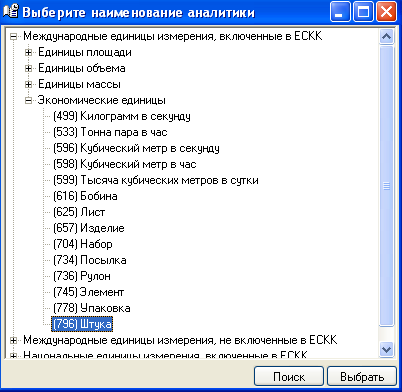 Выберите наименование аналитики
Международные единицы измерения, включенные в ЕСКК
Единицы площади
Единицы объема
Единицы массы
Экономические единицы
(499) Килограмм в секунду
(533) Тонна пара в час
(596) Кубический метр в секунду
(598) Кубический метр в час
(599) Тысяча кубических метров в сутки
(616) Бобина
(625) Лист
(657) Изделие
(704) Набор
(734) Посылка
(736) Рулон
(745) Элемент
(778) Упаковка
(796) Штука
Международные единицы измерения, не включенные в ЕСКК
Национальные единицы измерения, включенные в ЕСКК
Поиск
Выбрать